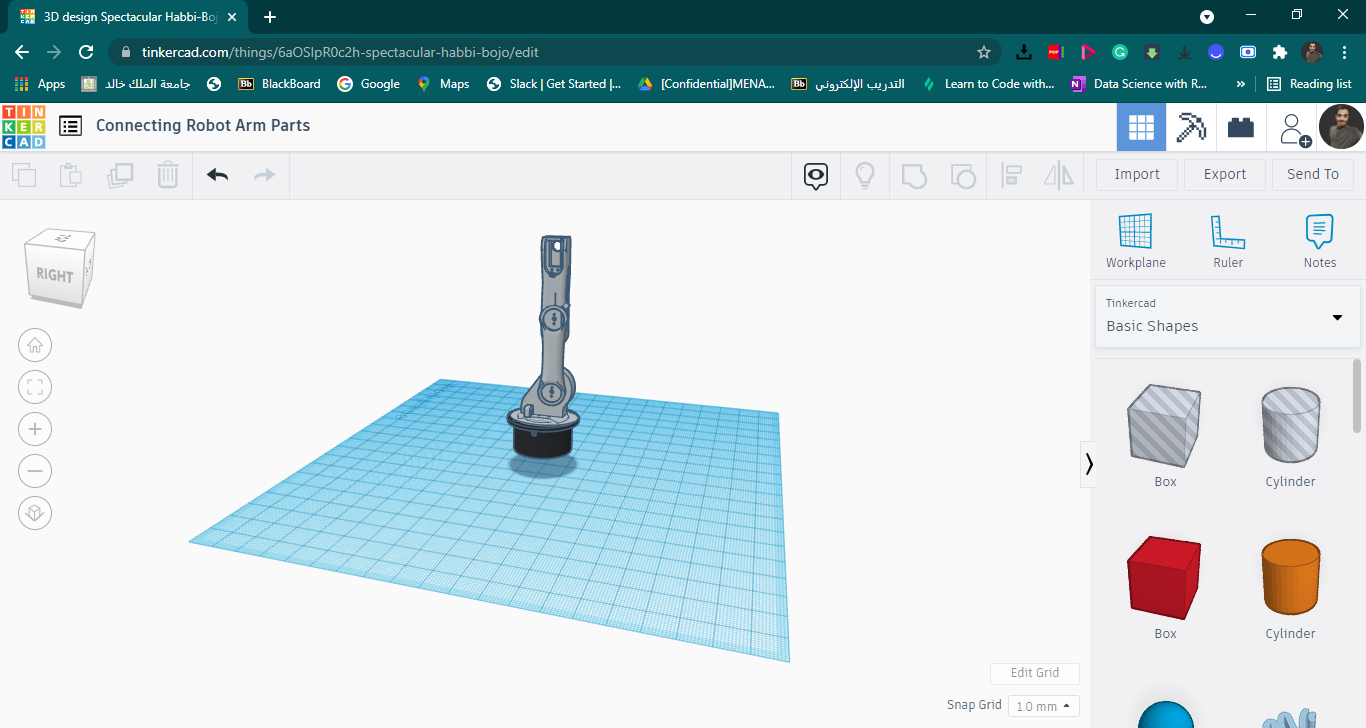 3D design Spectacular Habbi-Boj
tinkercad.com/things/6aOSlpR0c2h-spectacular-habbi-bojo/edit
PDF
G
Apps
جامعة الملك خالد
Bb BlackBoard
Google
Maps
Slack | Get Started |...
[Confidential]MENA...
Bb التدريب الإلكتروني
Learn to Code with...
N Data Science with R...
»
Reading list
TIN
KER
CAD
Connecting Robot Arm Parts
Import
Export
Send To
RIGHT
Workplane
Ruler
Notes
Tinkercad
Basic Shapes
Box
Cylinder
Box
Cylinder
Edit Grid
Snap Grid
1.0 mm